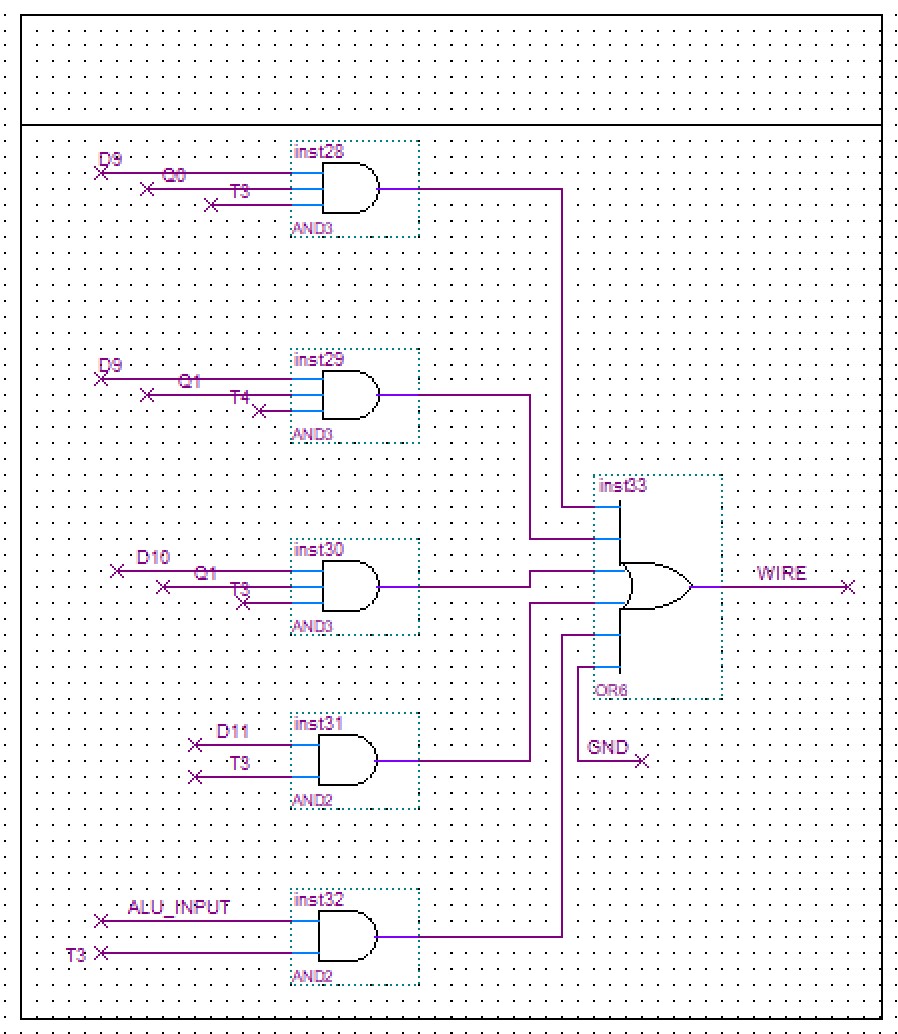 inst28
D9
Q0
T3
AND3
inst29
D9
Q1
T4
AND3
inst33
inst30
D10
Q1
T3
AND3
WIRE
OR6
inst31
D11
T3
GND
AND2
inst32
ALU_INPUT
T3
AND2